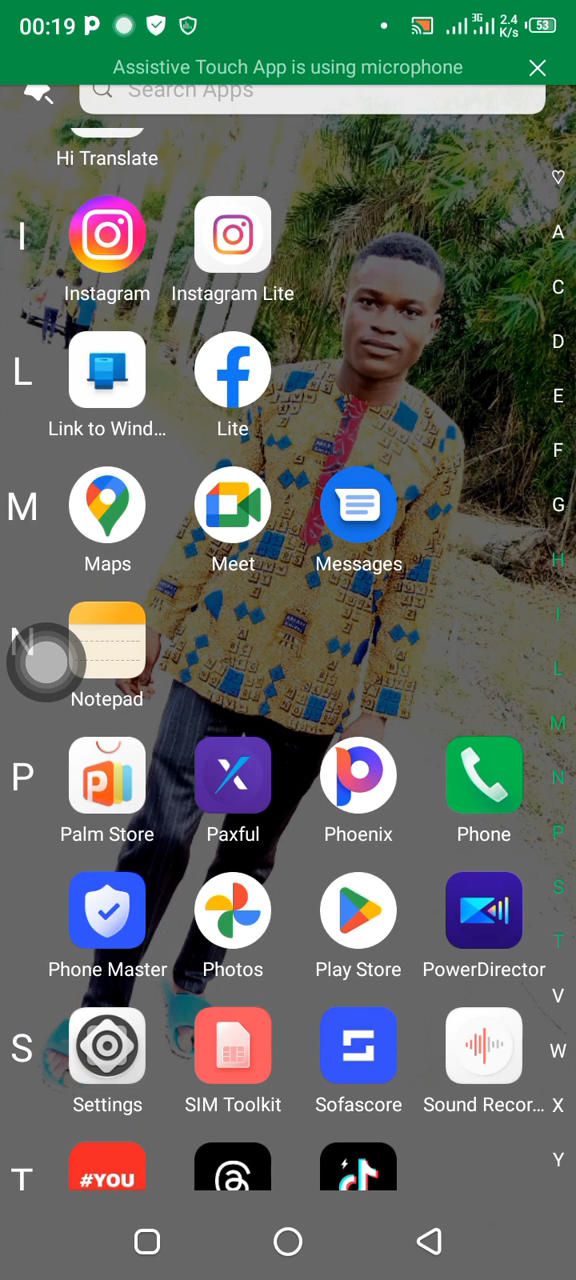 00:19
3G
2.4
K/s
53
Assistive Touch App is using microphone
Search Apps
Hi Translate
I
Instagram
Instagram Lite
L
Link to Wind...
Lite
M
Maps
Meet
Messages
N
Notepad
P
Palm Store
Paxful
Phoenix
Phone
Phone Master
Photos
Play Store
PowerDirector
S
Settings
SIM Toolkit
Sofascore
Sound Recor...
T
#YOU
A
C
D
E
F
G
H
I
L
M
N
P
S
T
V
W
X
Y